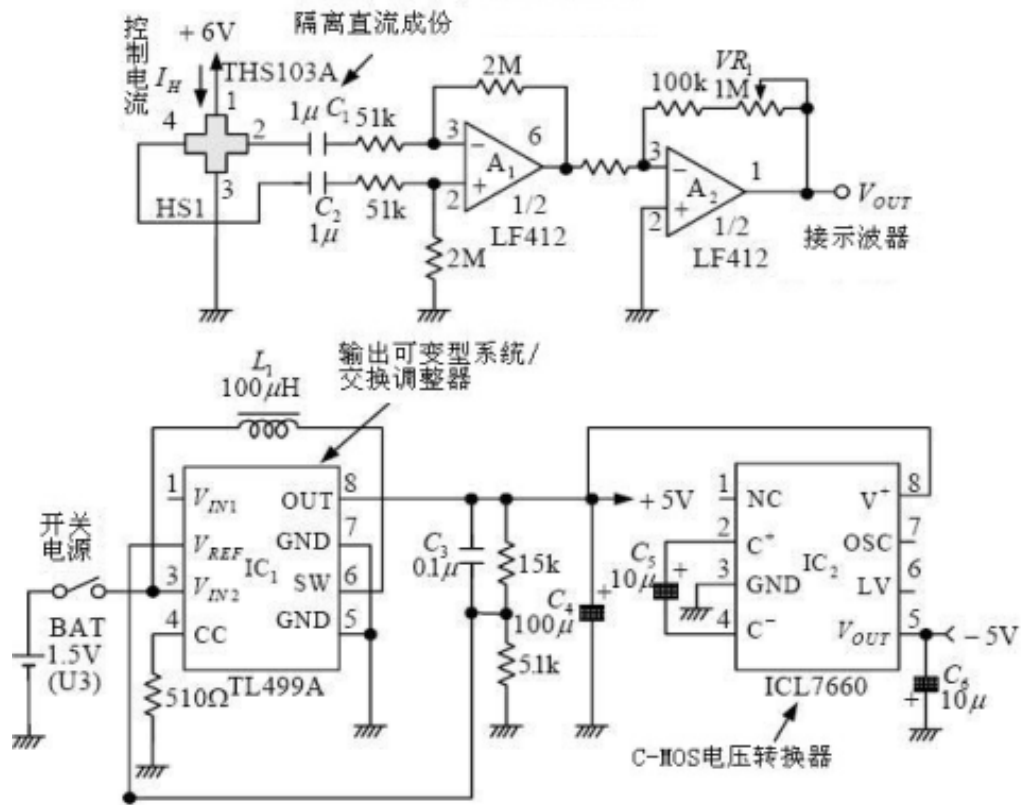 隔离直流成份
控制电流 I_H
+6V
THS103A
1
4
2
3
HS1
1μ C₁
51k
C₂
1μ
51k
2M
3
6
−
A₁
+
2
1/2
LF412
2M
100k
VR₁
1M
3
−
1
A₂
+
2
1/2
LF412
V_OUT
接示波器
输出可变型系统/
交换调整器
L₁
100μH
开关
电源
BAT
1.5V
(U3)
1 V_IN1
V_REF
3 V_IN2
4 CC
IC₁
OUT 8
GND 7
SW 6
GND 5
TL499A
510Ω
C₃
0.1μ
15k
5.1k
C₄
100μ
+
+5V
C₅
10μ
+
1 NC
2 C⁺
3 GND
4 C⁻
IC₂
V⁺ 8
OSC 7
LV 6
V_OUT 5
ICL7660
−5V
C₆
10μ
+
C-MOS电压转换器